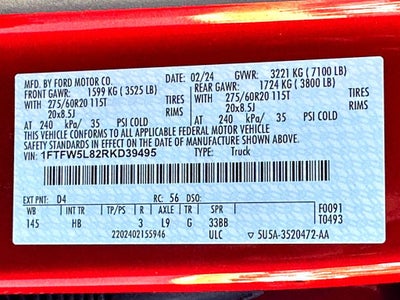 MFD. BY FORD MOTOR CO. 02/24 GVWR: 3221 KG ( 7100 LB)
FRONT GAWR: 1599 KG ( 3525 LB) REAR GAWR: 1724 KG ( 3800 LB)
WITH 275/60R20 115T WITH 275/60R20 115T
20x8.5J 20x8.5J
AT 240 kPa/ 35 PSI COLD AT 240 kPa/ 35 PSI COLD
THIS VEHICLE CONFORMS TO ALL APPLICABLE FEDERAL MOTOR VEHICLE
SAFETY STANDARDS IN EFFECT ON THE DATE OF MANUFACTURE SHOWN ABOVE.
VIN: 1FTFW5L82RKD39495 TYPE: Truck
EXT PNT: D4 RC: 56 DSO:
WB INT TR TP/PS R AXLE TR SPR F0091
145 HB 3 L9 G 33BB T0493
2202402155946 ULC 5U5A-3520472-AA